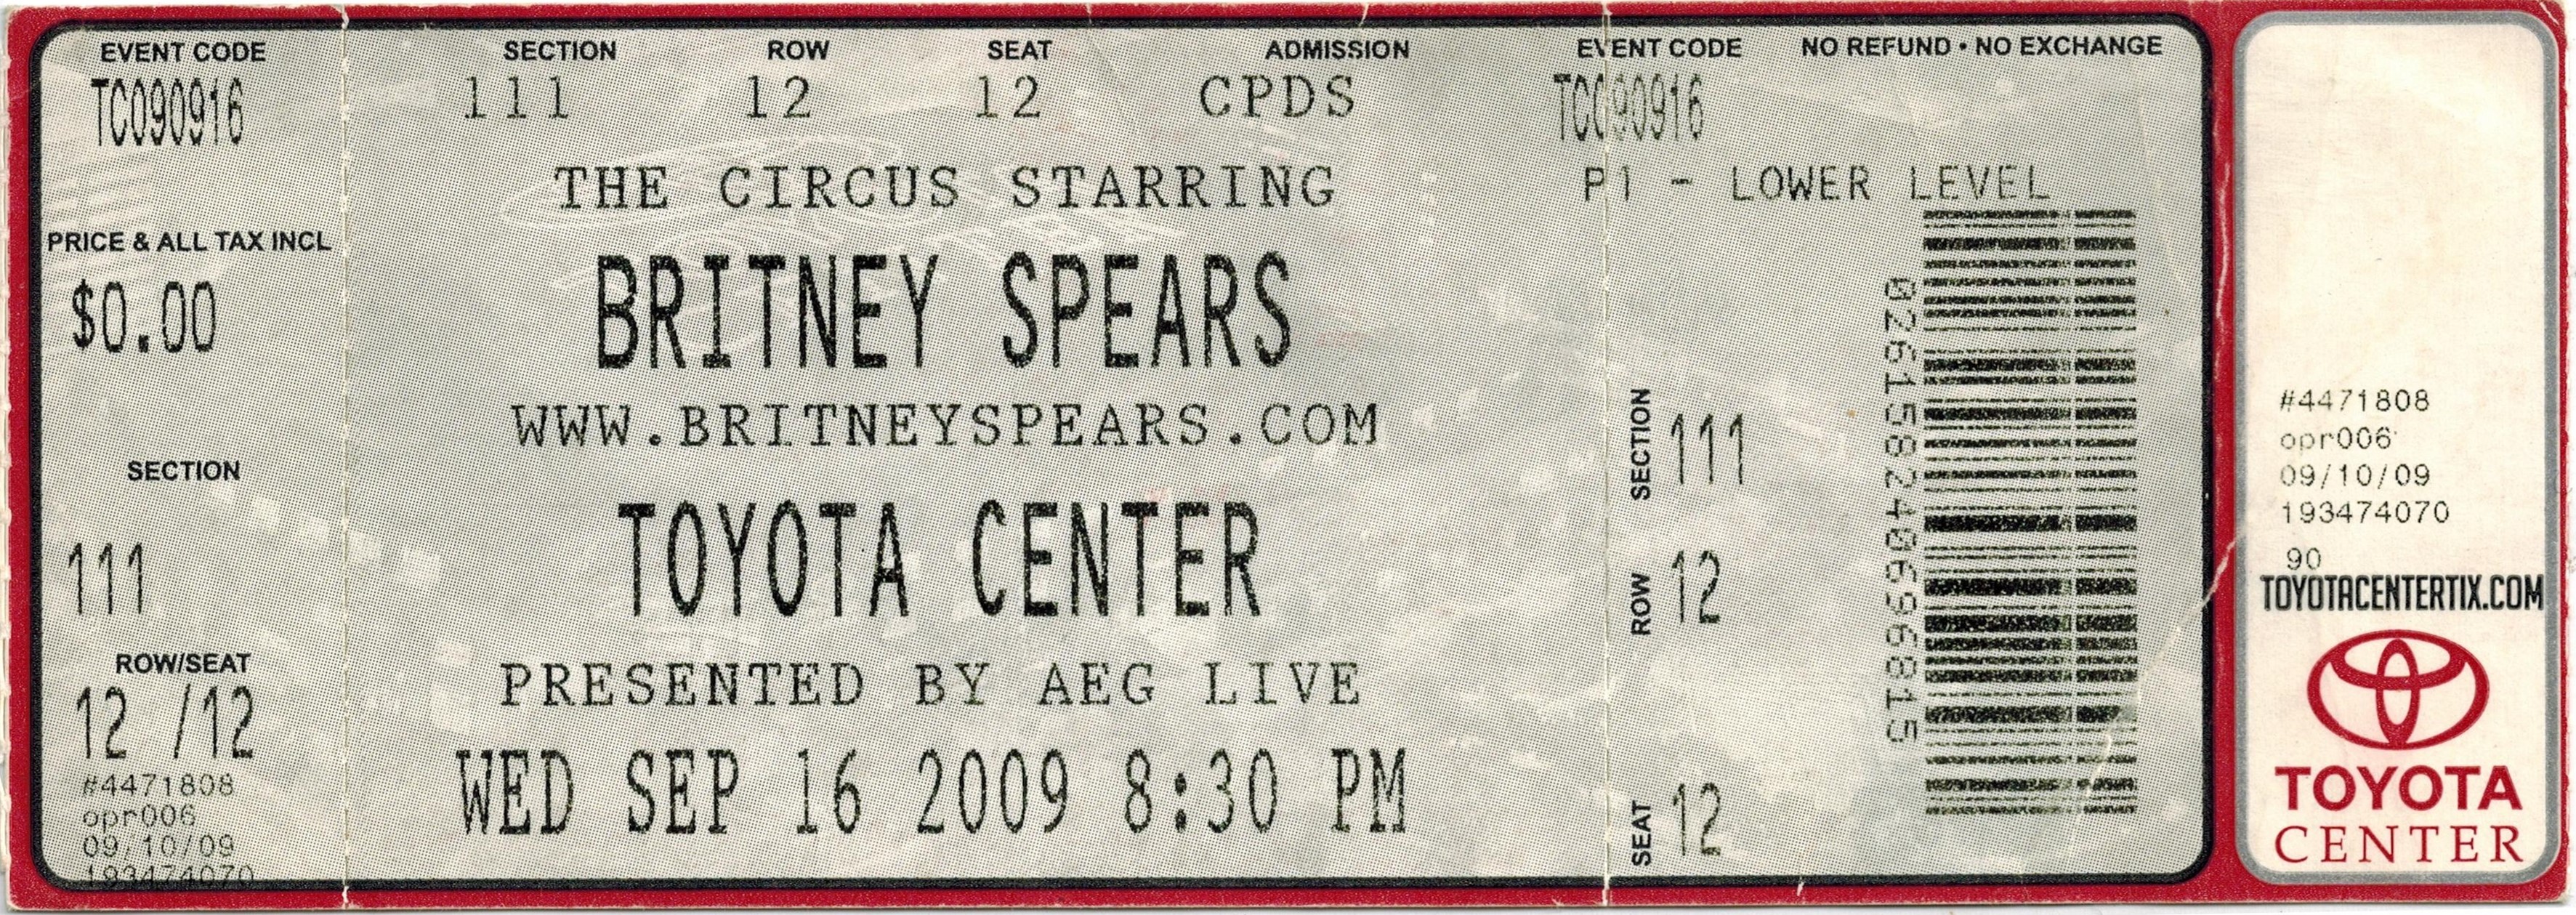 EVENT CODE
TC090916
PRICE & ALL TAX INCL
$0.00
SECTION
111
ROW/SEAT
12 /12
#4471808
opr006
09/10/09
193474070
SECTION ROW SEAT ADMISSION
111 12 12 CPDS
THE CIRCUS STARRING
BRITNEY SPEARS
WWW.BRITNEYSPEARS.COM
TOYOTA CENTER
PRESENTED BY AEG LIVE
WED SEP 16 2009 8:30 PM
EVENT CODE NO REFUND • NO EXCHANGE
TC090916
P1 - LOWER LEVEL
SECTION 111
ROW 12
SEAT 12
0261582406996815
#4471808
opr006
09/10/09
193474070
90
TOYOTACENTERTIX.COM
TOYOTA
CENTER